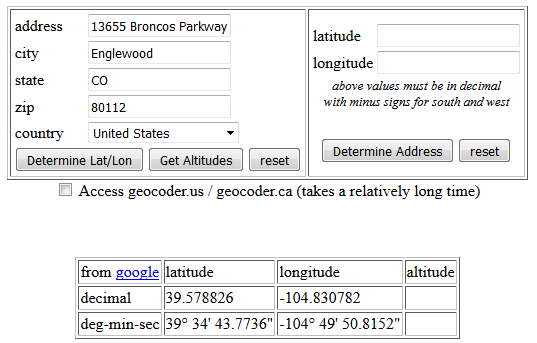 address 13655 Broncos Parkway
city Englewood
state CO
zip 80112
country United States
Determine Lat/Lon Get Altitudes reset
latitude
longitude
above values must be in decimal
with minus signs for south and west
Determine Address reset
Access geocoder.us / geocoder.ca (takes a relatively long time)
from google latitude longitude altitude
decimal 39.578826 -104.830782
deg-min-sec 39° 34' 43.7736" -104° 49' 50.8152"